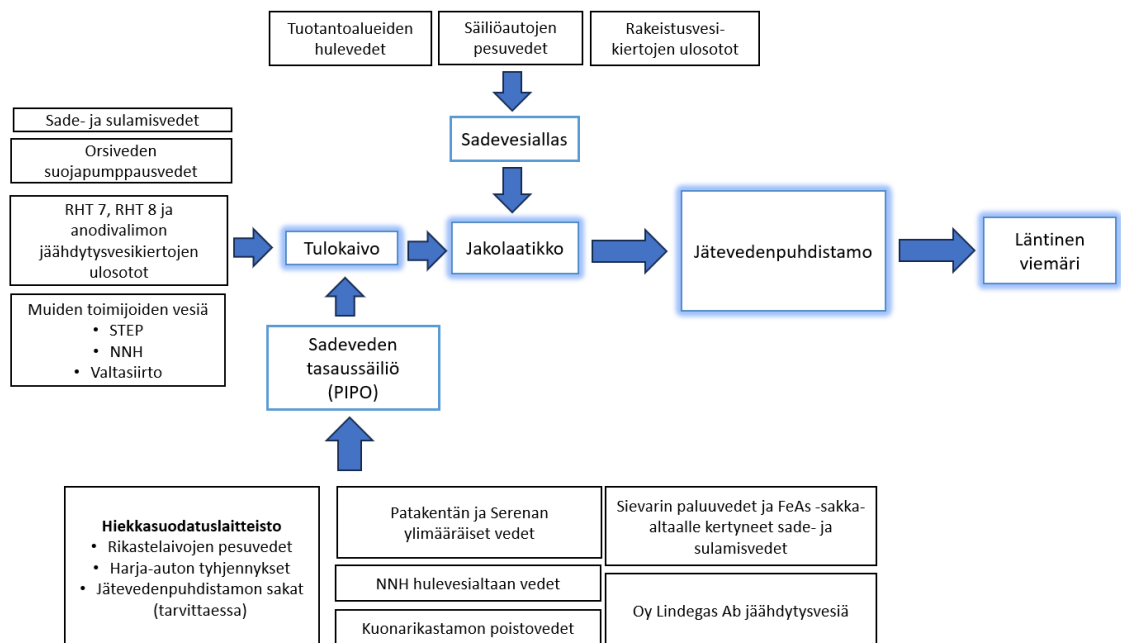 Tuotantoalueiden
hulevedet
Säiliöautojen
pesuvedet
Rakeistusvesi-
kiertojen ulosotot
Sade- ja sulamisvedet
Orsiveden
suojapumppausvedet
RHT 7, RHT 8 ja
anodivalimon
jäähdytysvesikiertojen
ulosotot
Muiden toimijoiden vesiä
• STEP
• NNH
• Valtasiirto
Sadevesiallas
Tulokaivo
Jakolaatikko
Jätevedenpuhdistamo
Läntinen
viemäri
Sadeveden
tasaussäiliö
(PIPO)
Hiekkasuodatuslaitteisto
• Rikastelaivojen pesuvedet
• Harja-auton tyhjennykset
• Jätevedenpuhdistamon sakat
(tarvittaessa)
Patakentän ja Serenan
ylimääräiset vedet
NNH hulevesialtaan vedet
Kuonarikastamon poistovedet
Sievarin paluuvedet ja FeAs -sakka-
altaalle kertyneet sade- ja
sulamisvedet
Oy Lindegas Ab jäähdytysvesiä